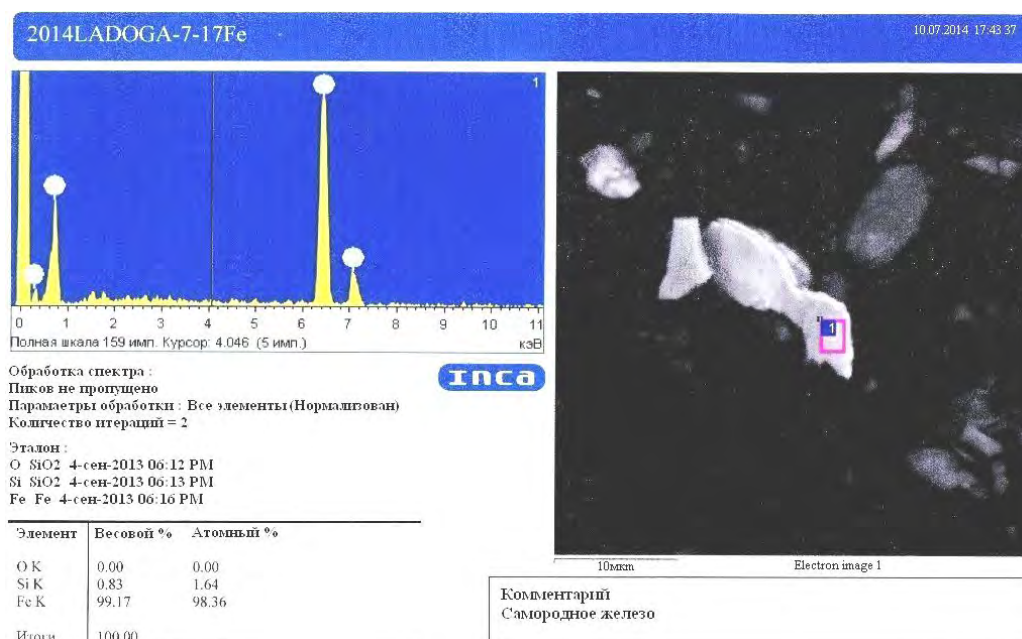 2014LADOGA-7-17Fe
10.07.2014 17:43 37
1
0 1 2 3 4 5 6 7 8 9 10 11
Полная шкала 159 имп. Курсор: 4.046 (5 имп.)
кэВ
Обработка спектра :
Пиков не пропущено
Параметры обработки : Все элементы (Нормализован)
Количество итераций = 2
Эталон :
O SiO2 4-сен-2013 06:12 PM
Si SiO2 4-сен-2013 06:13 PM
Fe Fe 4-сен-2013 06:16 PM
Элемент Весовой % Атомный %
O K 0.00 0.00
Si K 0.83 1.64
Fe K 99.17 98.36
Итоги 100.00
inca
1
10мкm
Electron image 1
Комментарий
Самородное железо